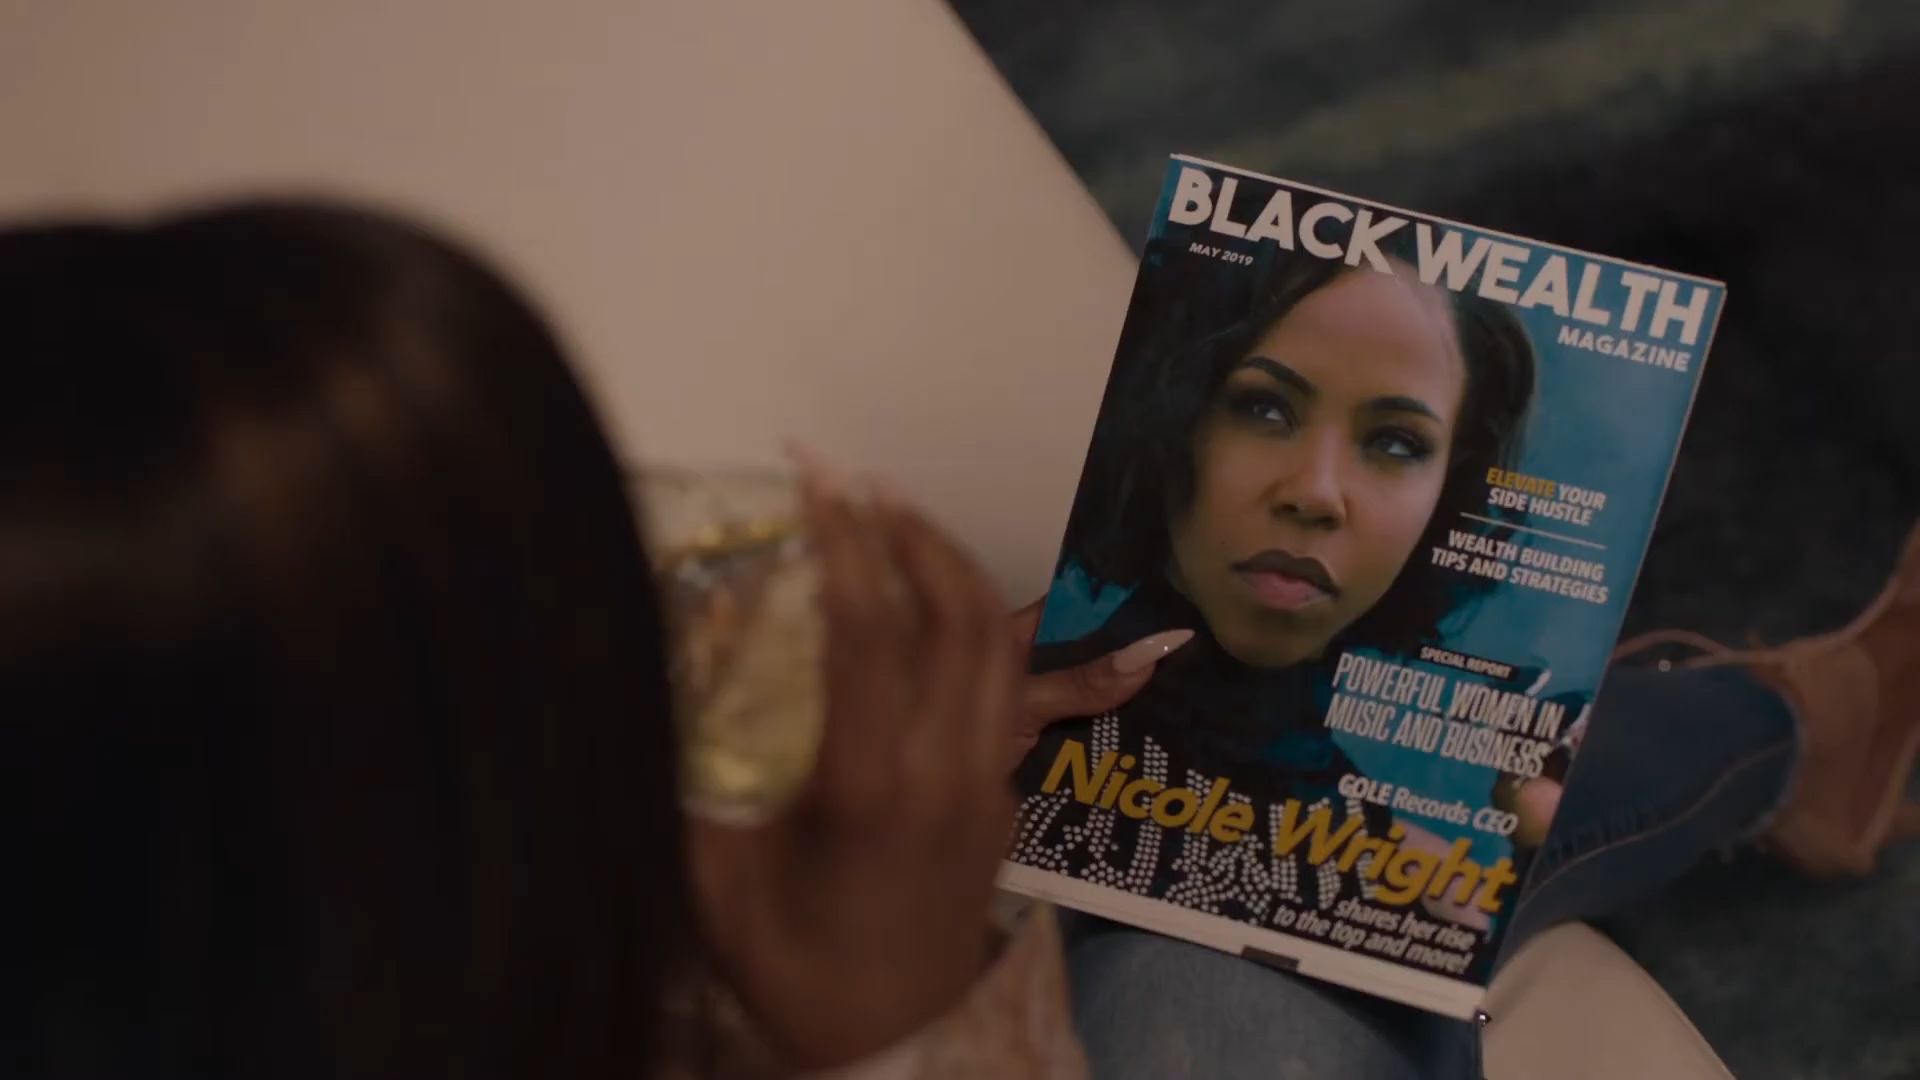 BLACK WEALTH
MAGAZINE
MAY 2019
ELEVATE YOUR
SIDE HUSTLE
WEALTH BUILDING
TIPS AND STRATEGIES
SPECIAL REPORT
POWERFUL WOMEN IN
MUSIC AND BUSINESS
COLE Records CEO
Nicole Wright
shares her rise
to the top and more!